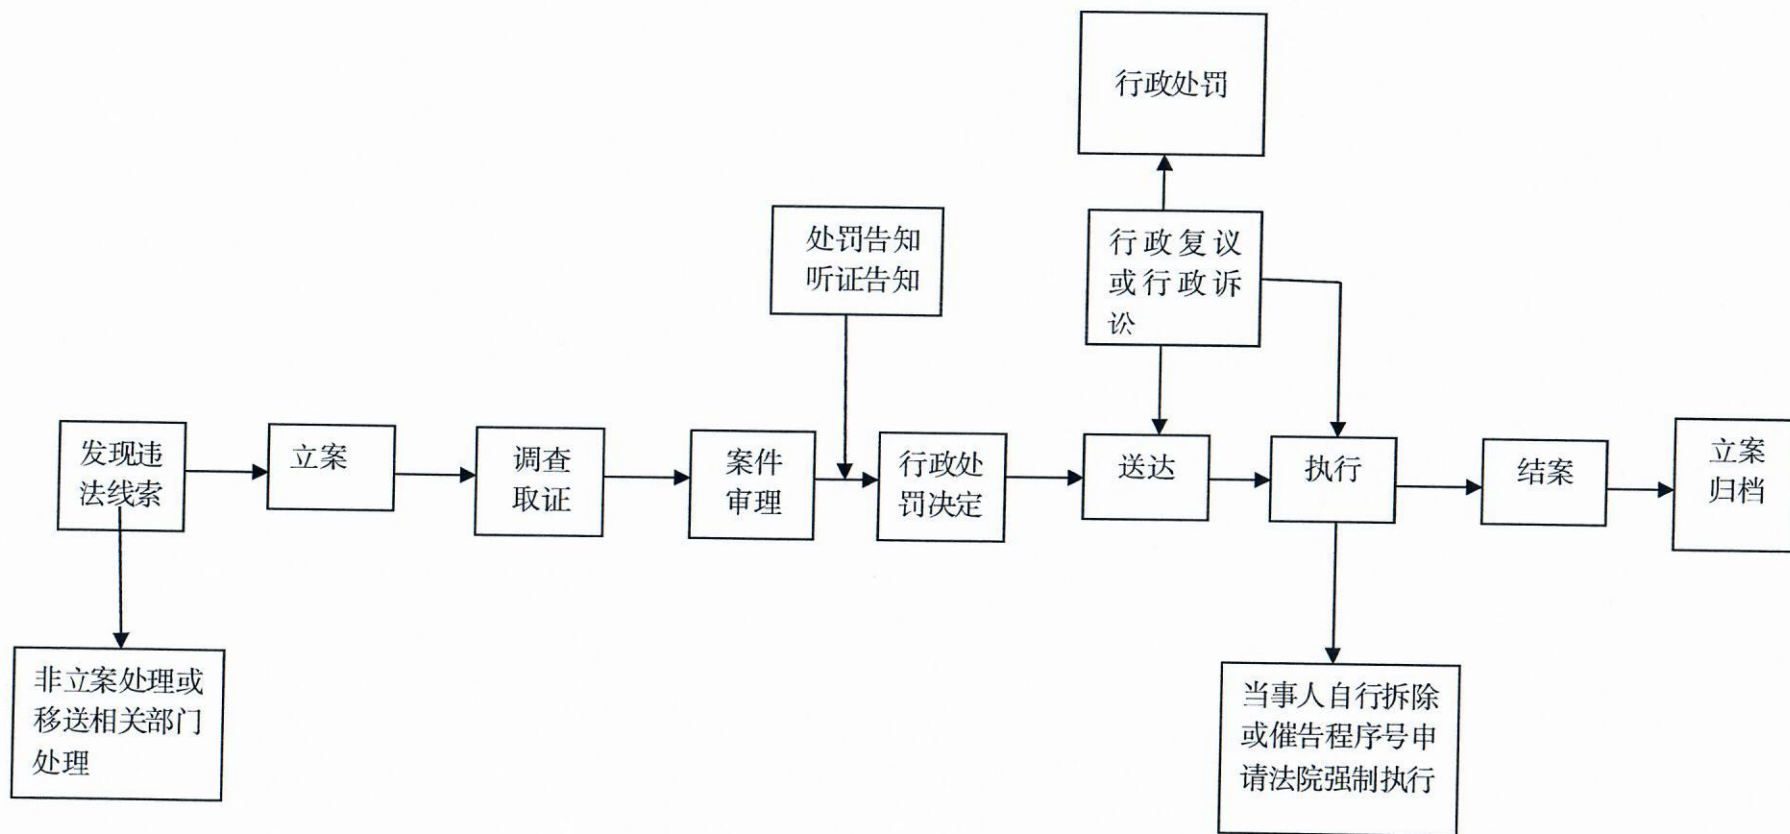 行政处罚
处罚告知
听证告知
行政复议
或行政诉
讼
发现违
法线索
立案
调查
取证
案件
审理
行政处
罚决定
送达
执行
结案
立案
归档
非立案处理或
移送相关部门
处理
当事人自行拆除
或催告程序号申
请法院强制执行